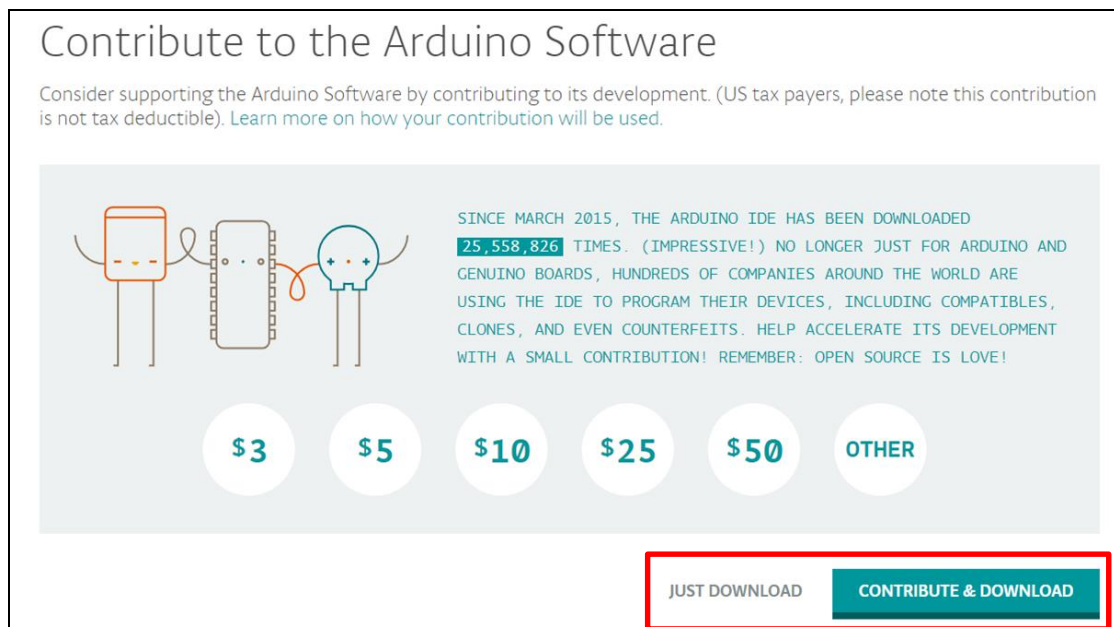 Contribute to the Arduino Software
Consider supporting the Arduino Software by contributing to its development. (US tax payers, please note this contribution
is not tax deductible). Learn more on how your contribution will be used.
SINCE MARCH 2015, THE ARDUINO IDE HAS BEEN DOWNLOADED
25,558,826 TIMES. (IMPRESSIVE!) NO LONGER JUST FOR ARDUINO AND
GENUINO BOARDS, HUNDREDS OF COMPANIES AROUND THE WORLD ARE
USING THE IDE TO PROGRAM THEIR DEVICES, INCLUDING COMPATIBLES,
CLONES, AND EVEN COUNTERFEITS. HELP ACCELERATE ITS DEVELOPMENT
WITH A SMALL CONTRIBUTION! REMEMBER: OPEN SOURCE IS LOVE!
$3 $5 $10 $25 $50 OTHER
JUST DOWNLOAD CONTRIBUTE & DOWNLOAD